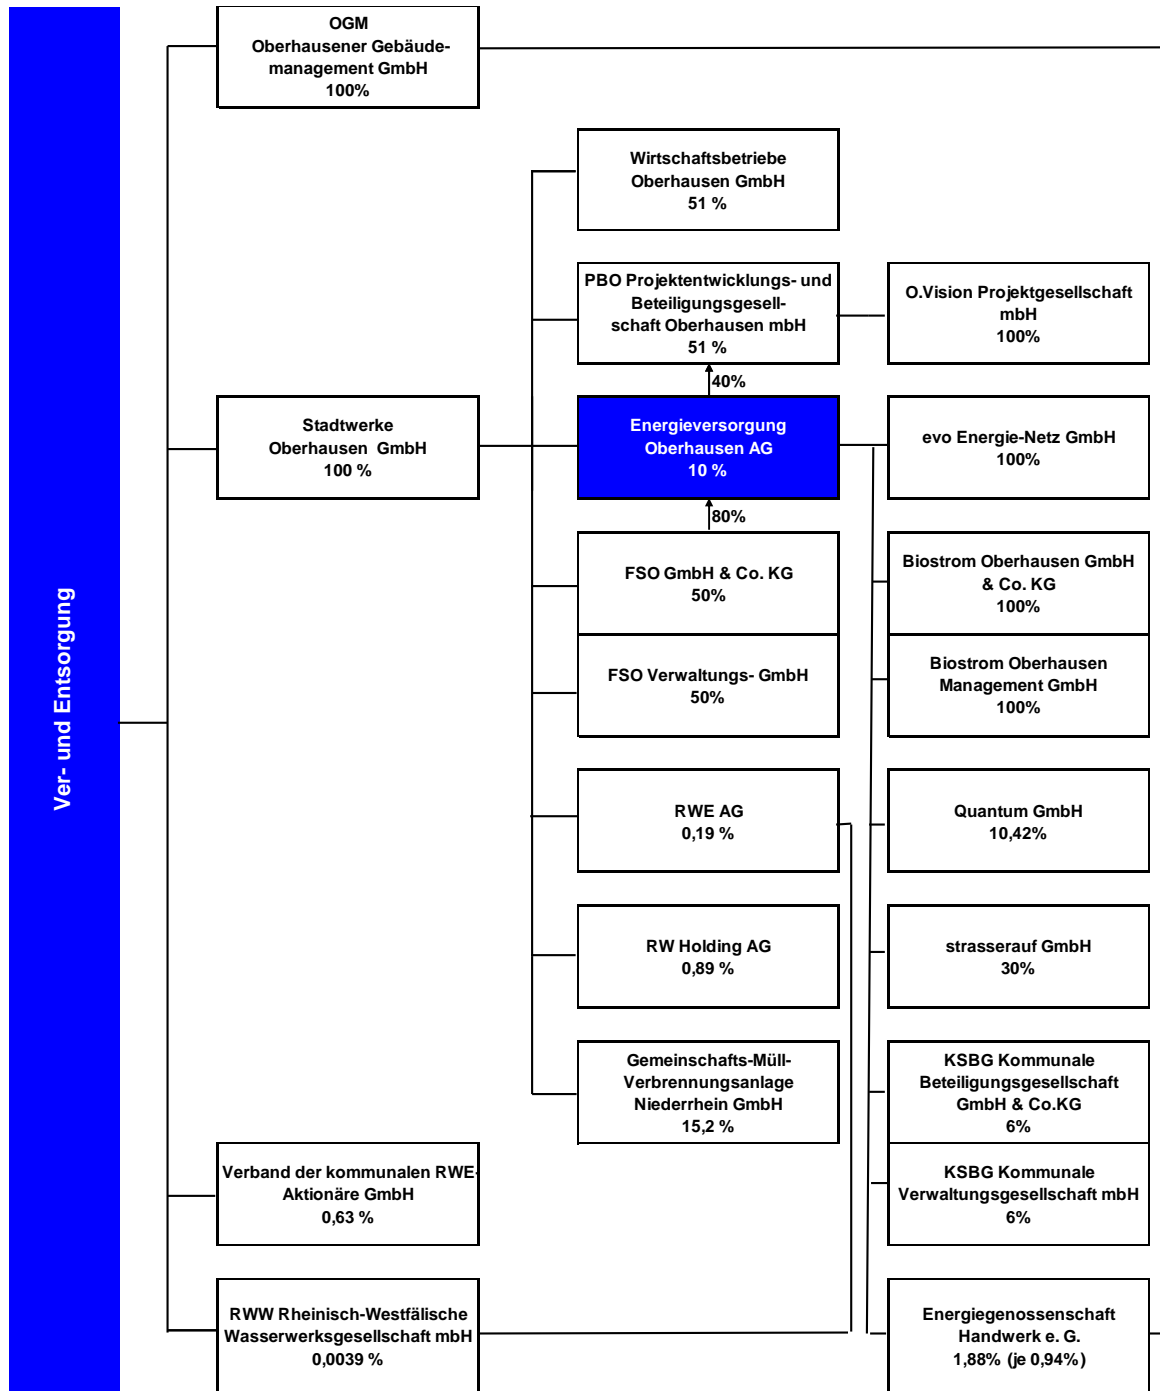 Ver- und Entsorgung
OGM
Oberhausener Gebäude-
management GmbH
100%
Wirtschaftsbetriebe
Oberhausen GmbH
51 %
PBO Projektentwicklungs- und
Beteiligungsgesell-
schaft Oberhausen mbH
51 %
O.Vision Projektgesellschaft
mbH
100%
40%
Stadtwerke
Oberhausen GmbH
100 %
Energieversorgung
Oberhausen AG
10 %
evo Energie-Netz GmbH
100%
80%
FSO GmbH & Co. KG
50%
Biostrom Oberhausen GmbH
& Co. KG
100%
FSO Verwaltungs- GmbH
50%
Biostrom Oberhausen
Management GmbH
100%
RWE AG
0,19 %
Quantum GmbH
10,42%
RW Holding AG
0,89 %
strasserauf GmbH
30%
Gemeinschafts-Müll-
Verbrennungsanlage
Niederrhein GmbH
15,2 %
KSBG Kommunale
Beteiligungsgesellschaft
GmbH & Co.KG
6%
Verband der kommunalen RWE-
Aktionäre GmbH
0,63 %
KSBG Kommunale
Verwaltungsgesellschaft mbH
6%
RWW Rheinisch-Westfälische
Wasserwerksgesellschaft mbH
0,0039 %
Energiegenossenschaft
Handwerk e. G.
1,88% (je 0,94%)